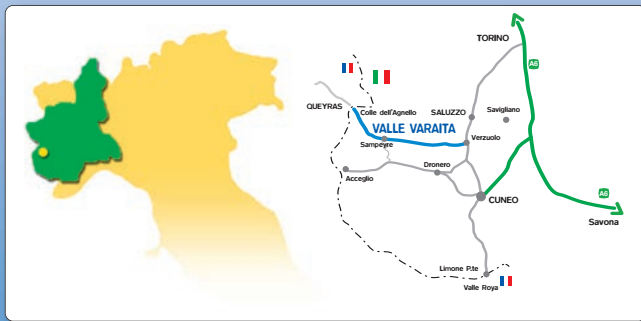 TORINO
A6
QUEYRAS
Colle dell'Agnello
SALUZZO
Savigliano
VALLE VARAITA
Sampeyre
Verzuolo
Dronero
Acceglio
CUNEO
A6
Savona
Limone P.te
Valle Roya